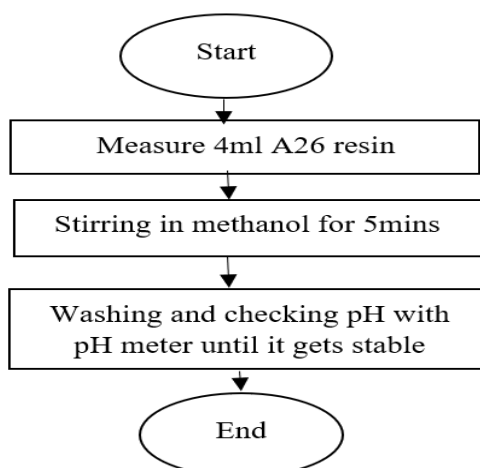 Start
Measure 4ml A26 resin
Stirring in methanol for 5mins
Washing and checking pH with
pH meter until it gets stable
End